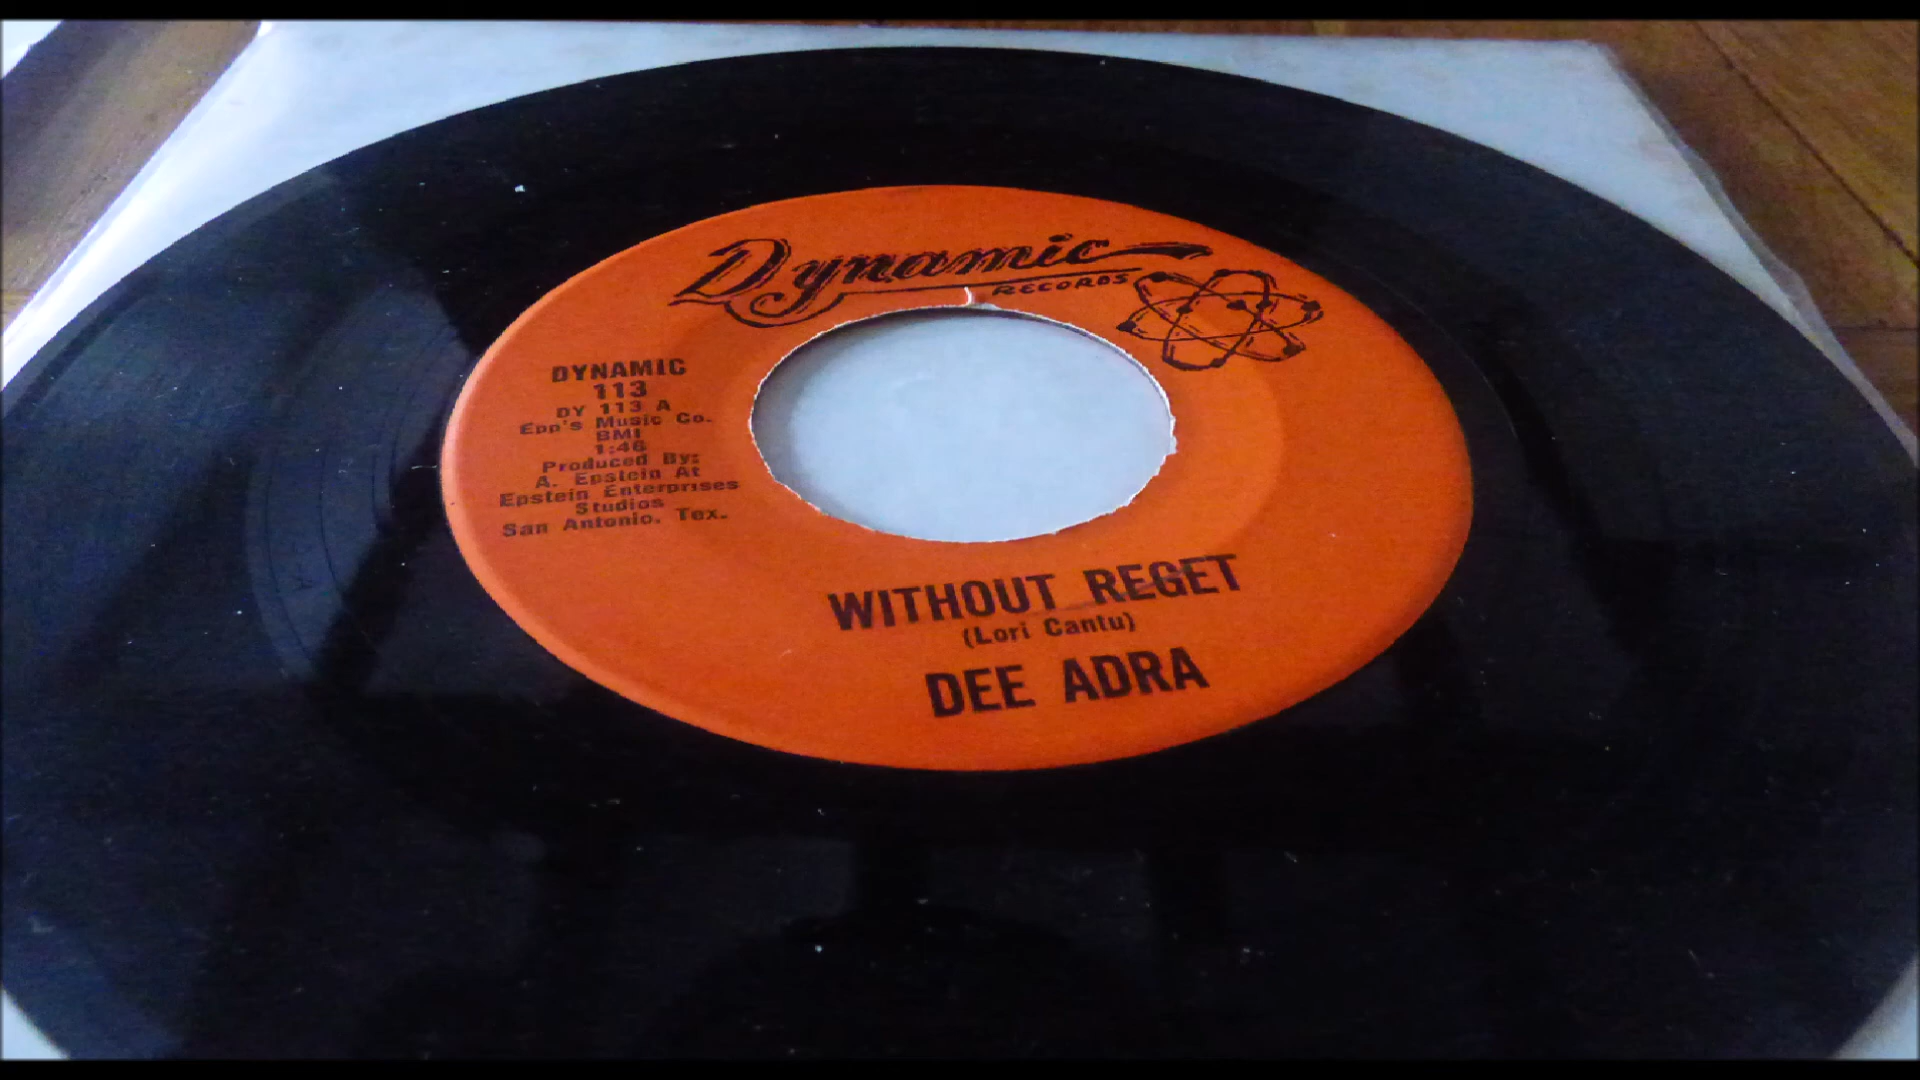 Dynamic
RECORDS
DYNAMIC
113
DY 113 A
Epp's Music Co.
BMI
1:46
Produced By:
A. Epstein At
Epstein Enterprises
Studios
San Antonio, Tex.
WITHOUT REGET
(Lori Cantu)
DEE ADRA